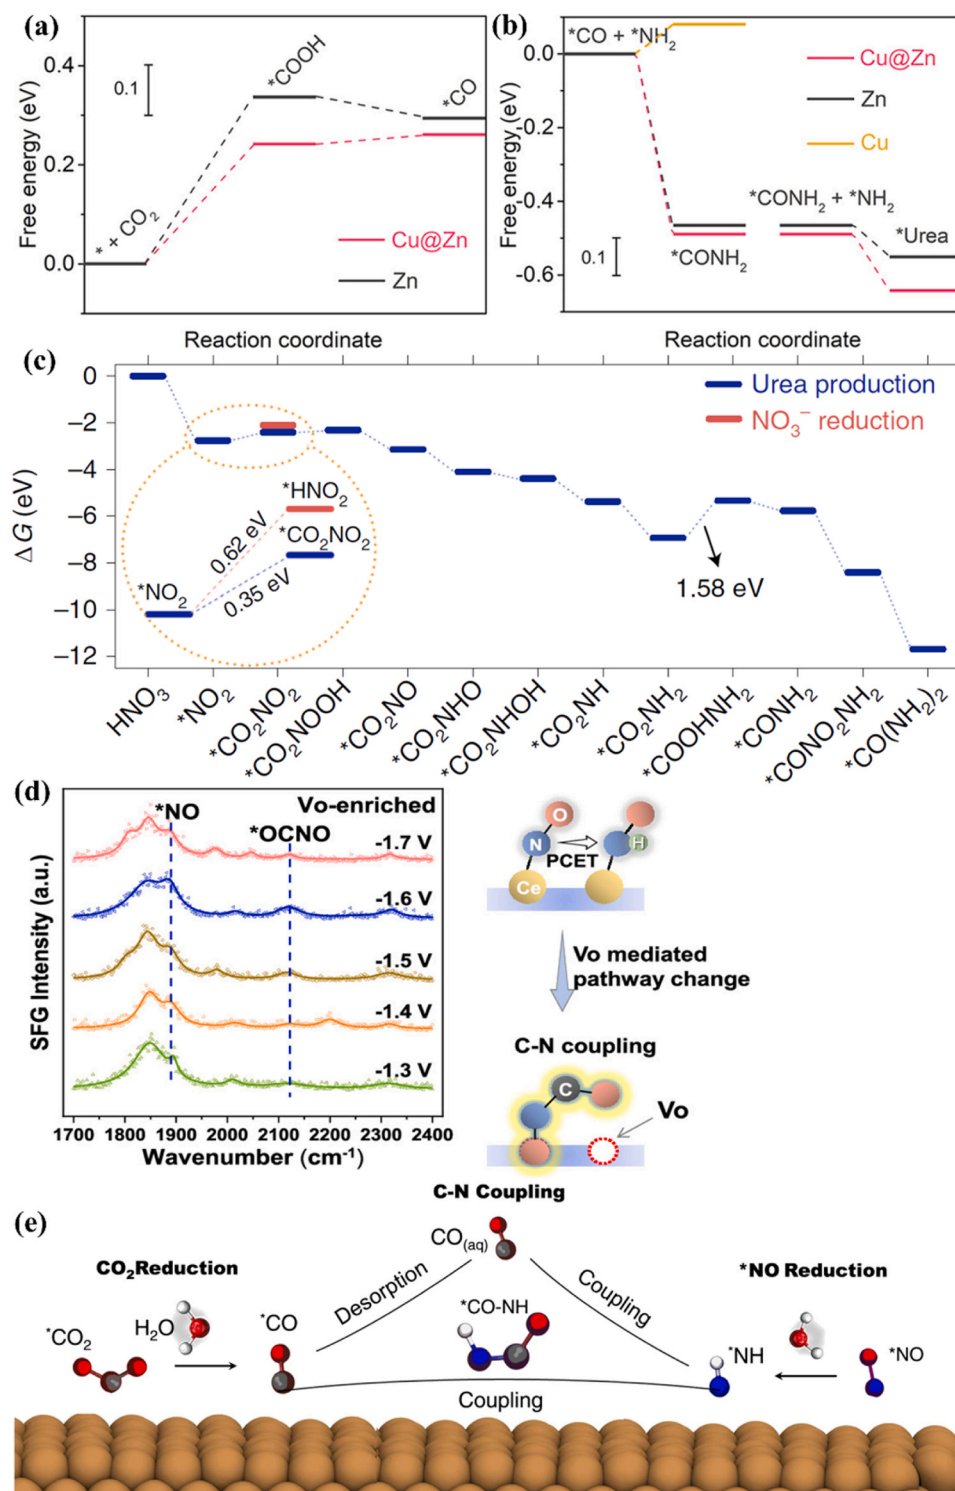 (a)
Free energy (eV)
0.4
0.2
0.0
0.1
* + CO2
*COOH
*CO
Cu@Zn
Zn
Reaction coordinate
(b)
Free energy (eV)
0.0
-0.2
-0.4
-0.6
0.1
*CO + *NH2
Cu@Zn
Zn
Cu
*CONH2
*CONH2 + *NH2
*Urea
Reaction coordinate
(c)
ΔG (eV)
0
−2
−4
−6
−8
−10
−12
Urea production
NO3− reduction
*HNO2
*CO2NO2
*NO2
0.62 eV
0.35 eV
1.58 eV
HNO3
*NO2
*CO2NO2
*CO2NOOH
*CO2NO
*CO2NHO
*CO2NHOH
*CO2NH
*CO2NH2
*COOHNH2
*CONH2
*CONO2NH2
*CO((NH2)2
(d)
SFG Intensity (a.u.)
Vo-enriched
*NO
*OCNO
-1.7 V
-1.6 V
-1.5 V
-1.4 V
-1.3 V
1700 1800 1900 2000 2100 2200 2300 2400
Wavenumber (cm-1)
O
N
PCET
H
Ce
Vo mediated
pathway change
C-N coupling
C
Vo
C-N Coupling
(e)
CO(aq)
CO2Reduction
*NO Reduction
Desorption
Coupling
*CO2
H2O
*CO
*CO-NH
*NH
*NO
Coupling